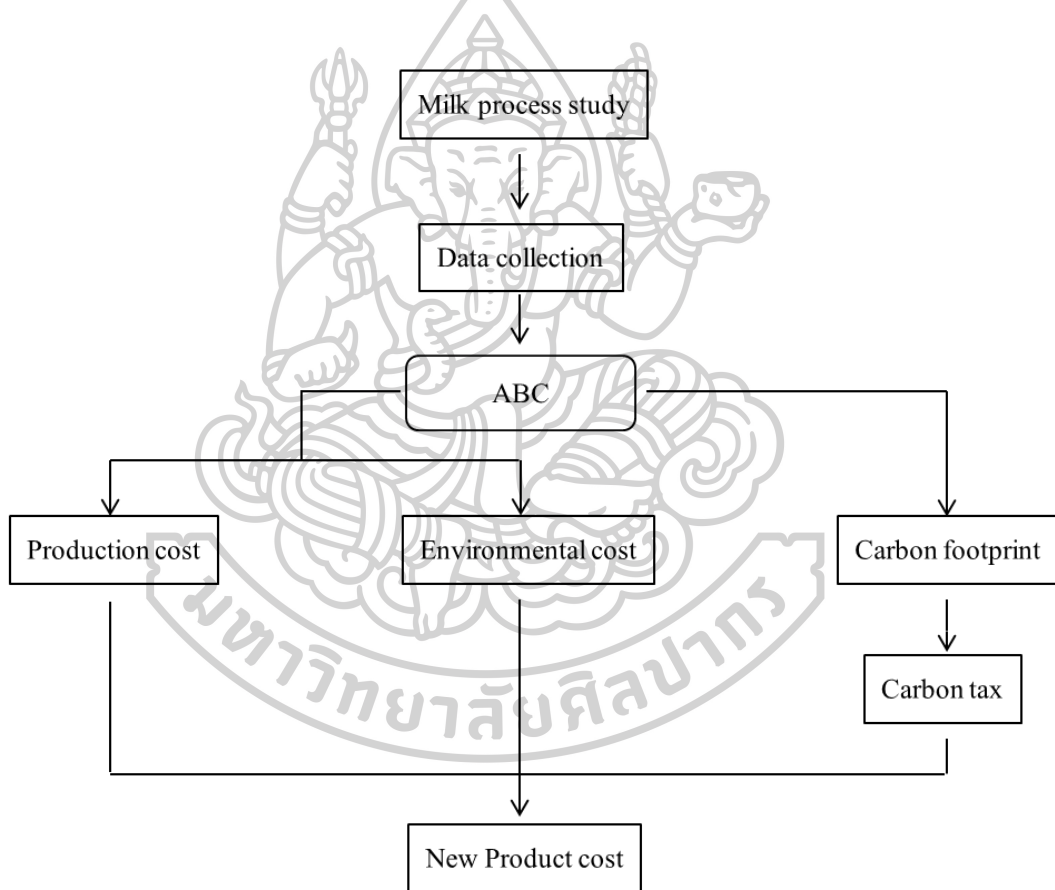 Milk process study
Data collection
ABC
Production cost
Environmental cost
Carbon footprint
Carbon tax
มหาวิทยาลัยศิลปากร
New Product cost